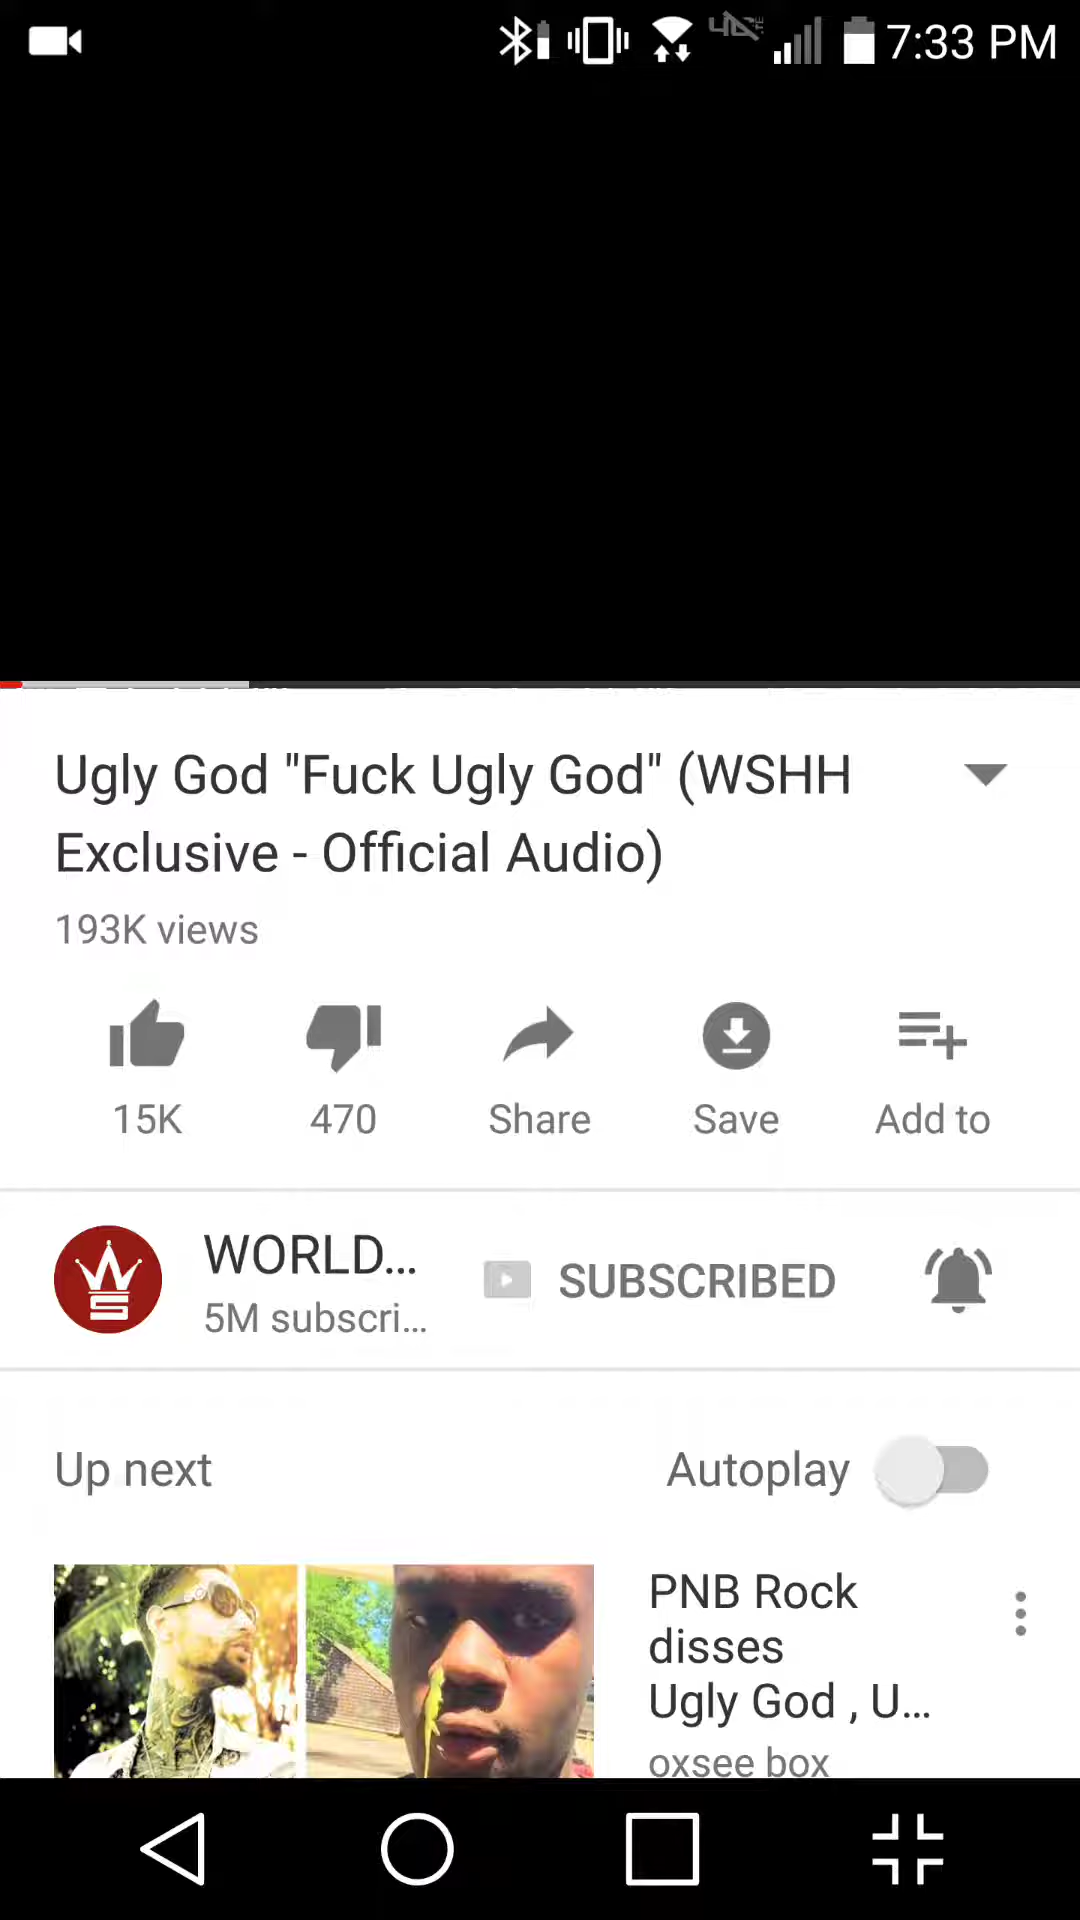 7:33 PM
Ugly God "Fuck Ugly God" (WSHH
Exclusive - Official Audio)
193K views
15K
470
Share
Save
Add to
WORLD...
5M subscri...
SUBSCRIBED
Up next
Autoplay
PNB Rock
disses
Ugly God , U...
oxsee box